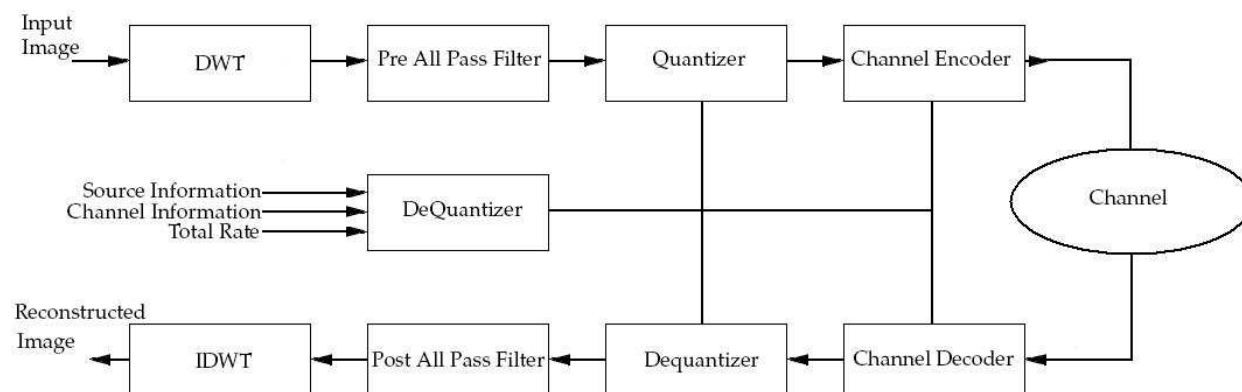 Input
Image
DWT
Pre All Pass Filter
Quantizer
Channel Encoder
Source Information
Channel Information
Total Rate
DeQuantizer
Channel
Reconstructed
Image
IDWT
Post All Pass Filter
Dequantizer
Channel Decoder